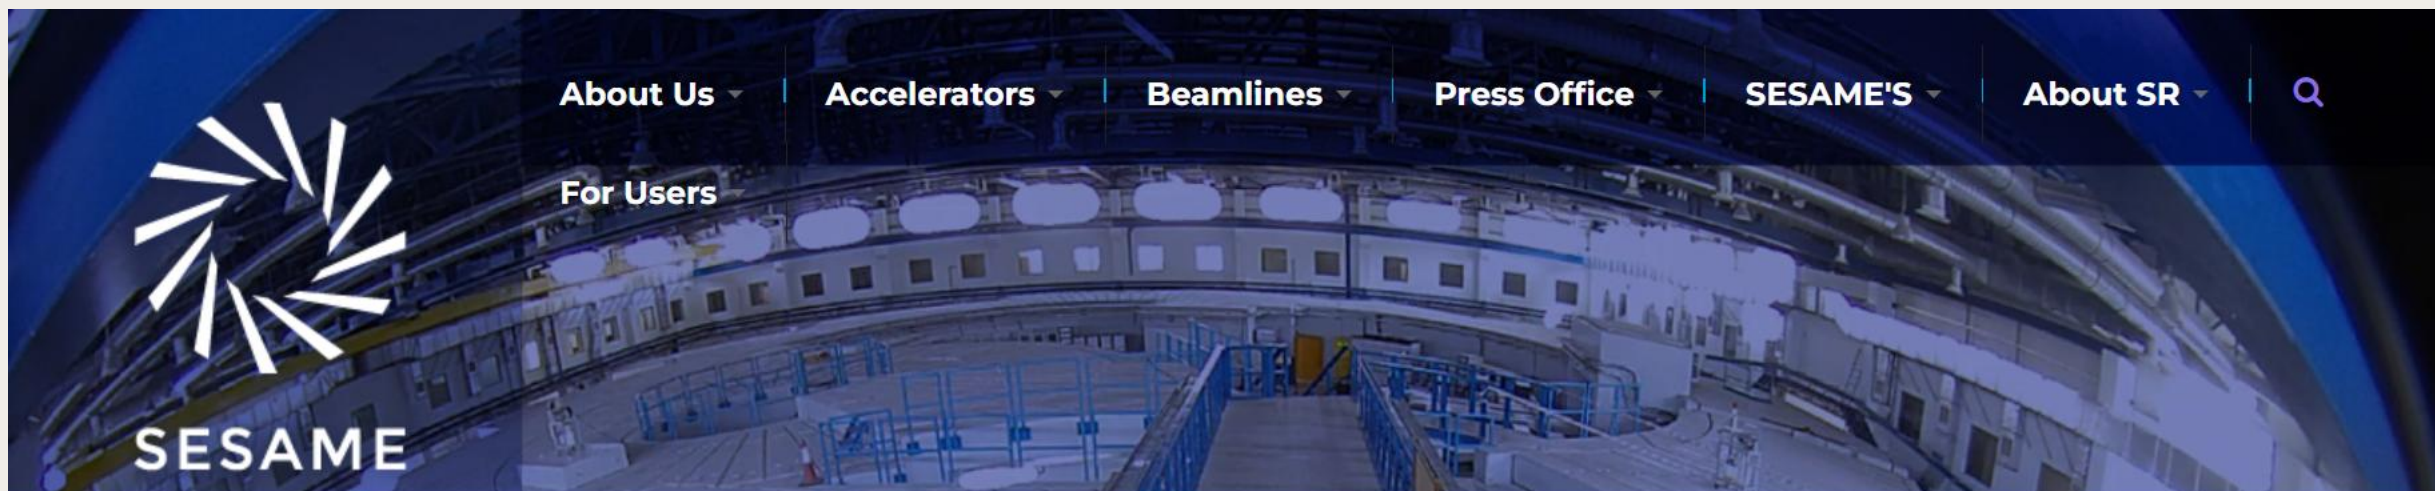 About Us Accelerators Beamlines Press Office SESAME'S About SR
For Users
SESAME